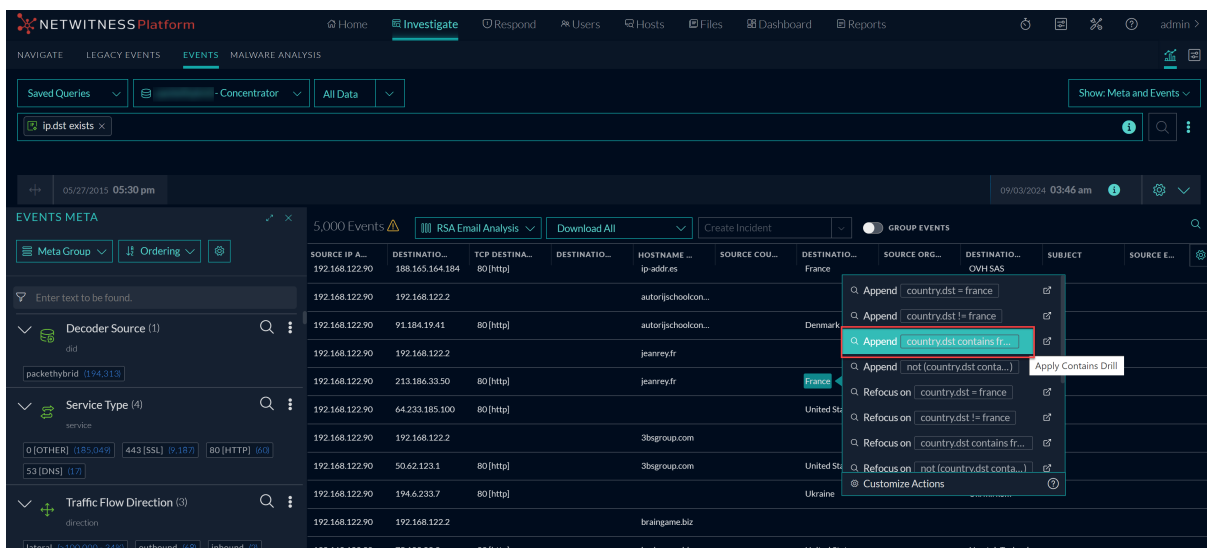 NETWITNESS Platform
Home Investigate Respond Users Hosts Files Dashboard Reports admin >
NAVIGATE LEGACY EVENTS EVENTS MALWARE ANALYSIS
Saved Queries - Concentrator All Data Show: Meta and Events
ip.dst exists ×
05/27/2015 05:30 pm 09/03/2024 03:46 am
EVENTS META
5,000 Events RSA Email Analysis Download All Create Incident GROUP EVENTS
Meta Group Ordering
SOURCE IP A... DESTINATIO... TCP DESTINA... DESTINATIO... HOSTNAME ... SOURCE COU... DESTINATIO... SOURCE ORG... DESTINATIO... SUBJECT SOURCE E...
192.168.122.90 188.165.164.184 80 [http] ip-addr.es France OVH SAS
Enter text to be found.
192.168.122.90 192.168.122.2 autorijschoolcon...
Decoder Source (1)
did
packethybrid (194,313)
192.168.122.90 91.184.19.41 80 [http] autorijschoolcon... Denmark
192.168.122.90 192.168.122.2 jeanrey.fr
192.168.122.90 213.186.33.50 80 [http] jeanrey.fr France
Service Type (4)
service
0 [OTHER] (185,049) 443 [SSL] (9,187) 80 [HTTP] (60)
53 [DNS] (17)
192.168.122.90 64.233.185.100 80 [http] United Sta
192.168.122.90 192.168.122.2 3bsgroup.com
192.168.122.90 50.62.123.1 80 [http] 3bsgroup.com United Sta
Traffic Flow Direction (3)
direction
192.168.122.90 194.6.233.7 80 [http] Ukraine
192.168.122.90 192.168.122.2 braingame.biz
Append country.dst = france
Append country.dst != france
Append country.dst contains fr...
Append not (country.dst conta...)
Apply Contains Drill
Refocus on country.dst = france
Refocus on country.dst != france
Refocus on country.dst contains fr...
Refocus on not (country.dst conta...)
Customize Actions